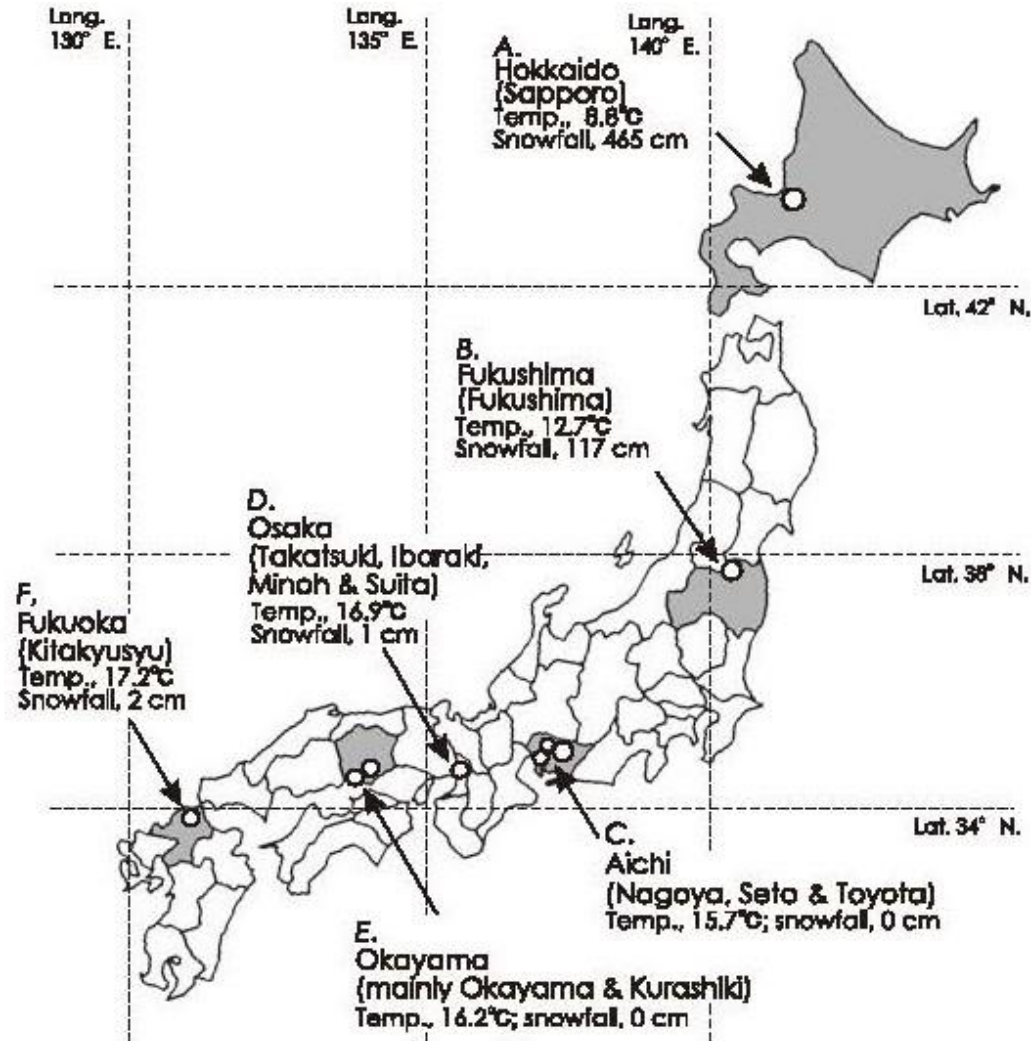 Long.
130° E.
Long.
135° E.
Long.
140° E.
A.
Hokkaido
(Sapporo)
Temp., 8.8°C
Snowfall, 465 cm
Lat. 42° N.
B.
Fukushima
(Fukushima)
Temp., 12.7°C
Snowfall, 117 cm
D.
Osaka
(Takatsuki, Ibaraki,
Minoh & Suita)
Temp., 16.9°C
Snowfall, 1 cm
Lat. 38° N.
F.
Fukuoka
(Kitakyusyu)
Temp., 17.2°C
Snowfall, 2 cm
Lat. 34° N.
C.
Aichi
(Nagoya, Seto & Toyota)
Temp., 15.7°C; snowfall, 0 cm
E.
Okayama
(mainly Okayama & Kurashiki)
Temp., 16.2°C; snowfall, 0 cm